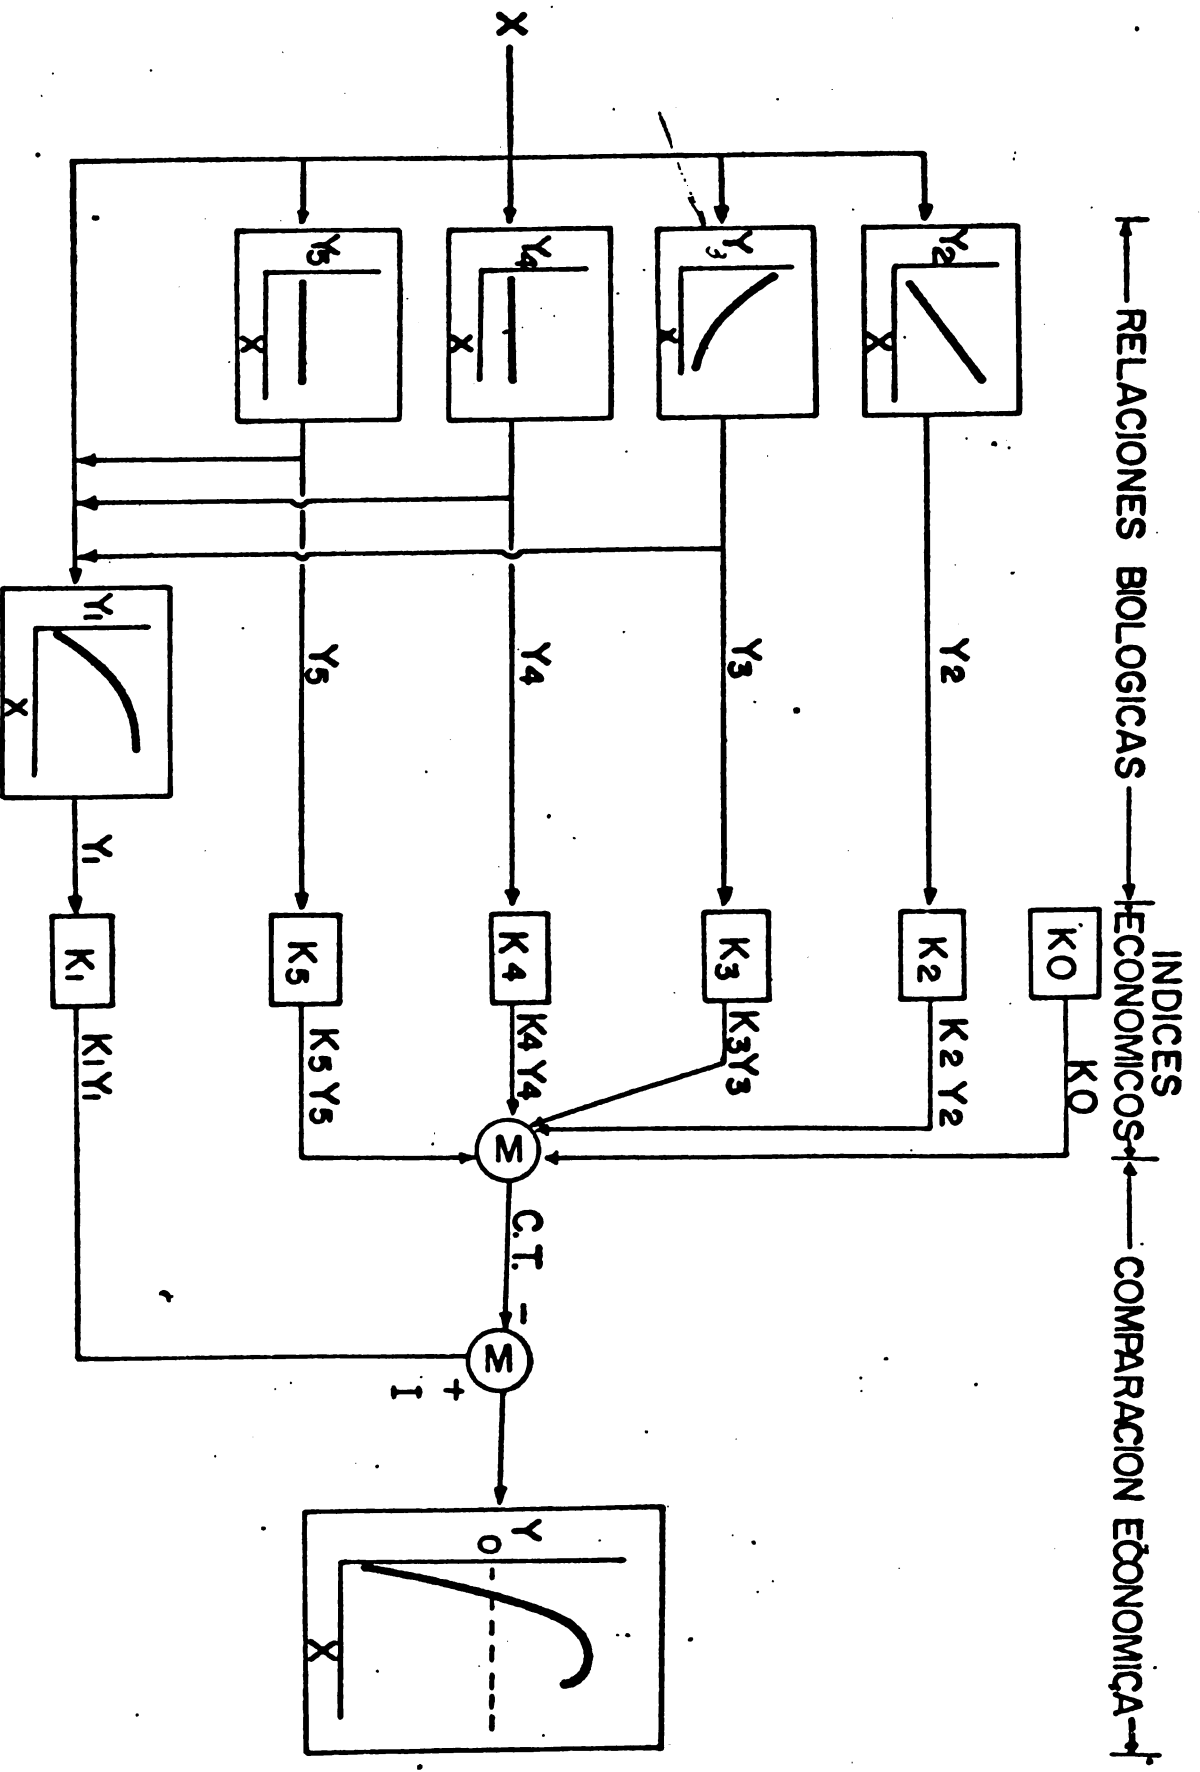 RELACIONES BIOLOGICAS
INDICES
ECONOMICOS
COMPARACION ECONOMICA
KO
KO
Y2
X
Y2
K2
K2 Y2
Y3
X
Y3
K3
K3Y3
X
Y4
X
Y4
K4
K4 Y4
M
C.T.
-
M
+
I
Y
O
X
Y5
X
Y5
K5
K5 Y5
Y1
X
Y1
K1
K1Y1